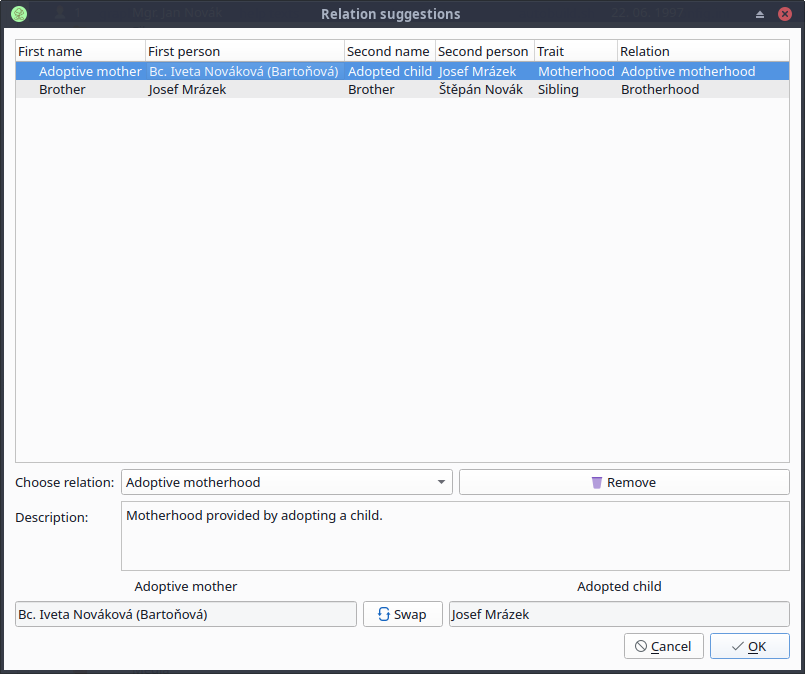 Relation suggestions
First name First person Second name Second person Trait Relation
Adoptive mother Bc. Iveta Nováková (Bartoňová) Adopted child Josef Mrázek Motherhood Adoptive motherhood
Brother Josef Mrázek Brother Štěpán Novák Sibling Brotherhood
Choose relation: Adoptive motherhood Remove
Description: Motherhood provided by adopting a child.
Adoptive mother Adopted child
Bc. Iveta Nováková (Bartoňová) Swap Josef Mrázek
Cancel OK